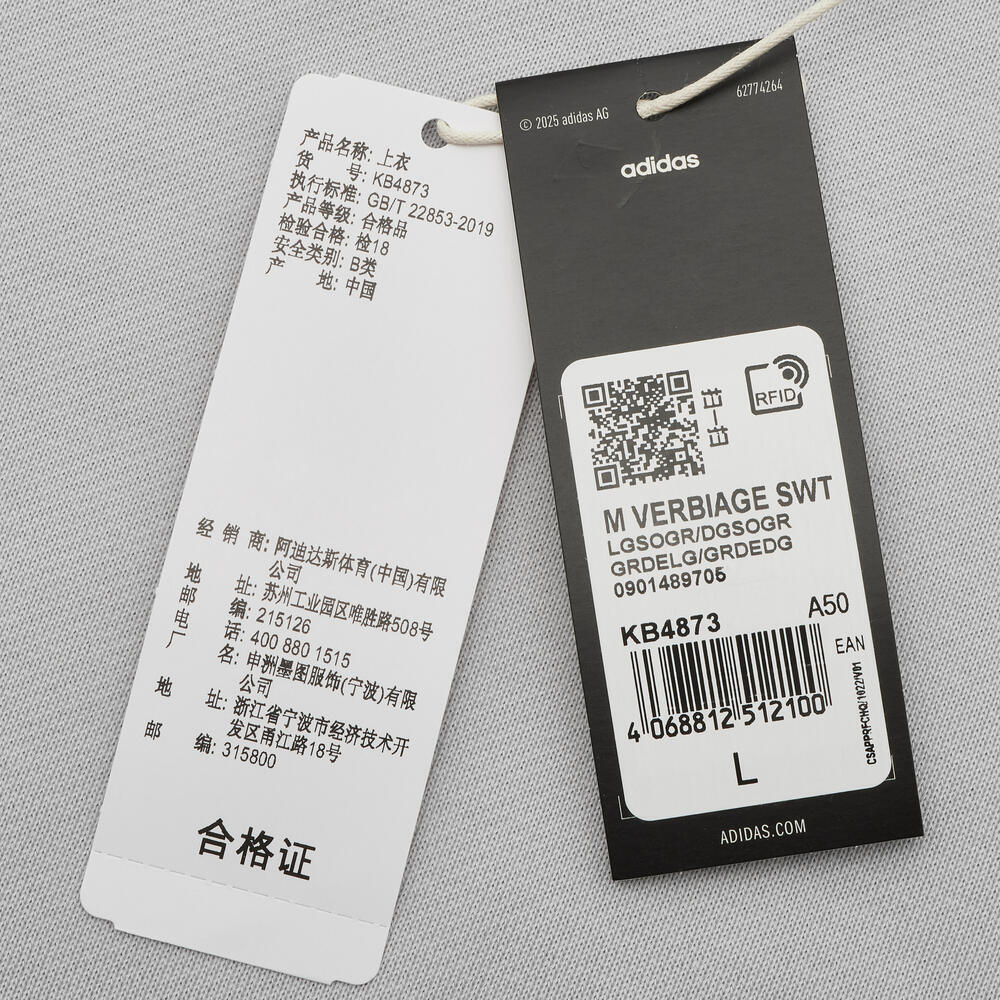 产品名称: 上衣
货 号: KB4873
执行标准: GB/T 22853-2019
产品等级: 合格品
检验合格: 检18
安全类别: B类
产 地: 中国
经 销 商: 阿迪达斯体育(中国)有限
公司
地 址: 苏州工业园区唯胜路508号
邮 编: 215126
电 话: 400 880 1515
厂 名: 申洲墨图服饰(宁波)有限
公司
地 址: 浙江省宁波市经济技术开
发区甬江路18号
邮 编: 315800
合格证
© 2025 adidas AG
62774264
adidas
RFID
M VERBIAGE SWT
LGSOGR/DGSOGR
GRDELG/GRDEDG
0901489705
KB4873
A50
EAN
4 068812 512100
CSAPPRFCHQ/1022/V01
L
ADIDAS.COM